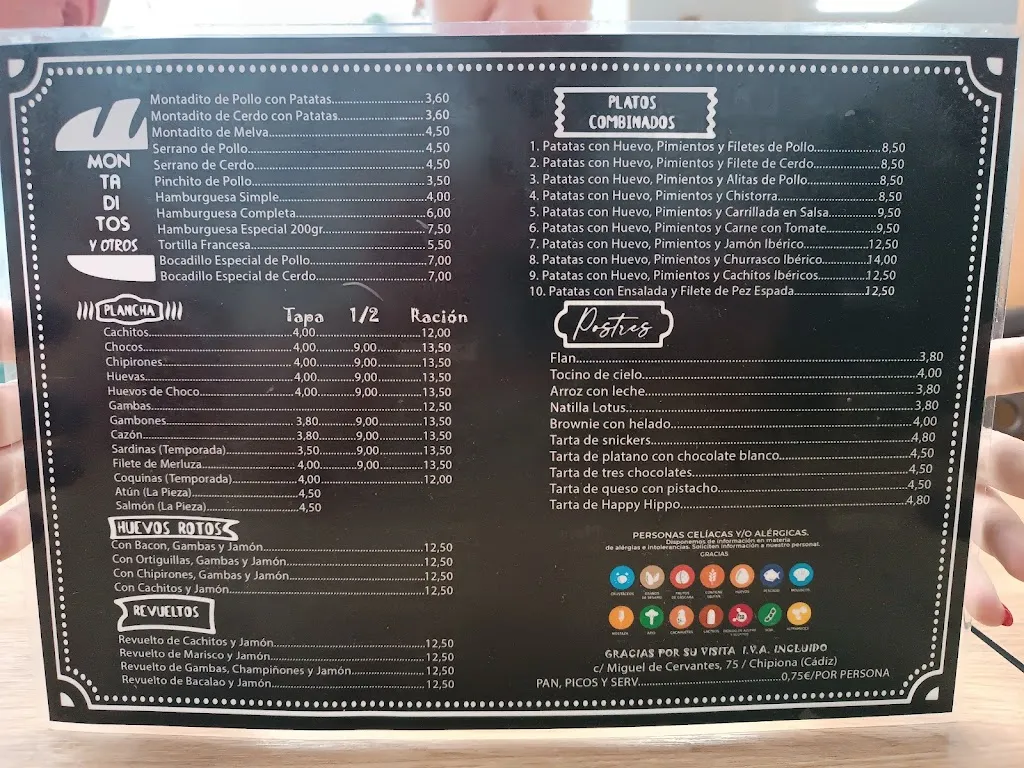 MON
TA
DI
TOS
Y OTROS
Montadito de Pollo con Patatas 3,60
Montadito de Cerdo con Patatas 3,60
Montadito de Melva 4,50
Serrano de Pollo 4,50
Serrano de Cerdo 4,50
Pinchito de Pollo 3,50
Hamburguesa Simple 4,00
Hamburguesa Completa 6,00
Hamburguesa Especial 200gr 7,50
Tortilla Francesa 5,50
Bocadillo Especial de Pollo 7,00
Bocadillo Especial de Cerdo 7,00
PLANCHA Tapa 1/2 Ración
Cachitos 4,00 12,00
Chocos 4,00 9,00 13,50
Chipirones 4,00 9,00 13,50
Huevas 4,00 9,00 13,50
Huevos de Choco 4,00 9,00 13,50
Gambas 12,50
Gambones 3,80 9,00 13,50
Cazón 3,80 9,00 13,50
Sardinas (Temporada) 3,50 9,00 13,50
Filete de Merluza 4,00 9,00 13,50
Coquinas (Temporada) 4,00 12,00
Atún (La Pieza) 4,50
Salmón (La Pieza) 4,50
HUEVOS ROTOS
Con Bacon, Gambas y Jamón 12,50
Con Ortiguillas, Gambas y Jamón 12,50
Con Chipirones, Gambas y Jamón 12,50
Con Cachitos y Jamón 12,50
REVUELTOS
Revuelto de Cachitos y Jamón 12,50
Revuelto de Marisco y Jamón 12,50
Revuelto de Gambas, Champiñones y Jamón 12,50
Revuelto de Bacalao y Jamón 12,50
PLATOS
COMBINADOS
1. Patatas con Huevo, Pimientos y Filetes de Pollo 8,50
2. Patatas con Huevo, Pimientos y Filete de Cerdo 8,50
3. Patatas con Huevo, Pimientos y Alitas de Pollo 8,50
4. Patatas con Huevo, Pimientos y Chistorra 8,50
5. Patatas con Huevo, Pimientos y Carrillada en Salsa 9,50
6. Patatas con Huevo, Pimientos y Carne con Tomate 9,50
7. Patatas con Huevo, Pimientos y Jamón Ibérico 12,50
8. Patatas con Huevo, Pimientos y Churrasco Ibérico 14,00
9. Patatas con Huevo, Pimientos y Cachitos Ibéricos 12,50
10. Patatas con Ensalada y Filete de Pez Espada 12,50
Postres
Flan 3,80
Tocino de cielo 4,00
Arroz con leche 3,80
Natilla Lotus 3,80
Brownie con helado 4,00
Tarta de snickers 4,80
Tarta de platano con chocolate blanco 4,50
Tarta de tres chocolates 4,50
Tarta de queso con pistacho 4,50
Tarta de Happy Hippo 4,80
PERSONAS CELÍACAS Y/O ALÉRGICAS.
Disponemos de información en materia
de alérgias e intolerancias. Soliciten información a nuestro personal.
GRACIAS
GRACIAS POR SU VISITA I.V.A. INCLUIDO
c/ Miguel de Cervantes, 75 / Chipiona (Cádiz)
PAN, PICOS Y SERV. 0,75€/POR PERSONA